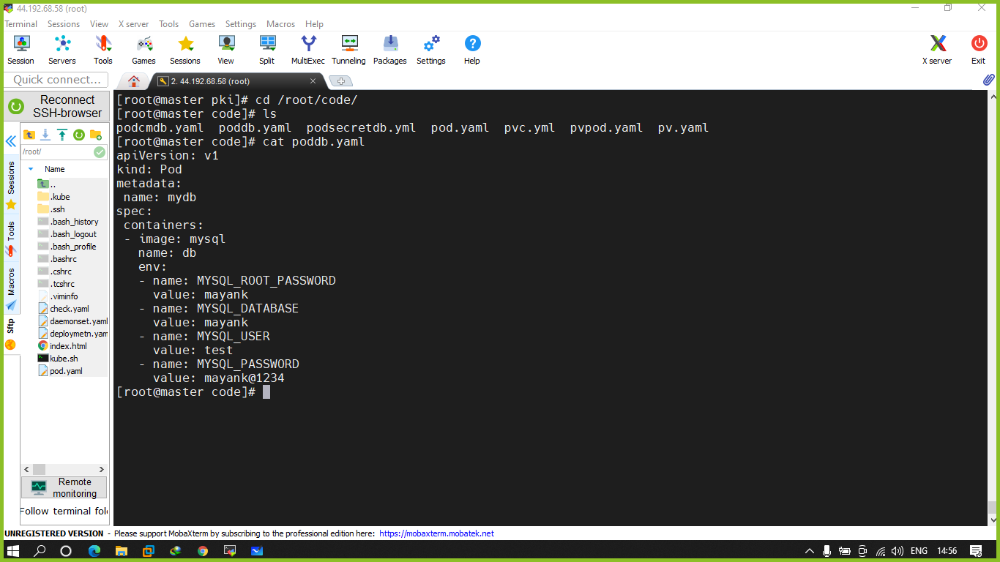 44.192.68.58 (root)
Terminal Sessions View X server Tools Games Settings Macros Help
Session Servers Tools Games Sessions View Split MultiExec Tunneling Packages Settings Help X server Exit
Quick connect...
2. 44.192.68.58 (root)
Reconnect
SSH-browser
/root/
Name
..
.kube
.ssh
.bash_history
.bash_logout
.bash_profile
.bashrc
.cshrc
.tcshrc
.viminfo
check.yaml
daemonset.yaml
deploymetn.yam
index.html
kube.sh
pod.yaml
Sessions
Tools
Macros
Sftp
Remote
monitoring
Follow terminal fol
[root@master pki]# cd /root/code/
[root@master code]# ls
podcmdb.yaml poddb.yaml podsecretdb.yml pod.yaml pvc.yml pvpod.yaml pv.yaml
[root@master code]# cat poddb.yaml
apiVersion: v1
kind: Pod
metadata:
 name: mydb
spec:
 containers:
 - image: mysql
   name: db
   env:
   - name: MYSQL_ROOT_PASSWORD
     value: mayank
   - name: MYSQL_DATABASE
     value: mayank
   - name: MYSQL_USER
     value: test
   - name: MYSQL_PASSWORD
     value: mayank@1234
[root@master code]#
UNREGISTERED VERSION - Please support MobaXterm by subscribing to the professional edition here: https://mobaxterm.mobatek.net
ENG 14:56